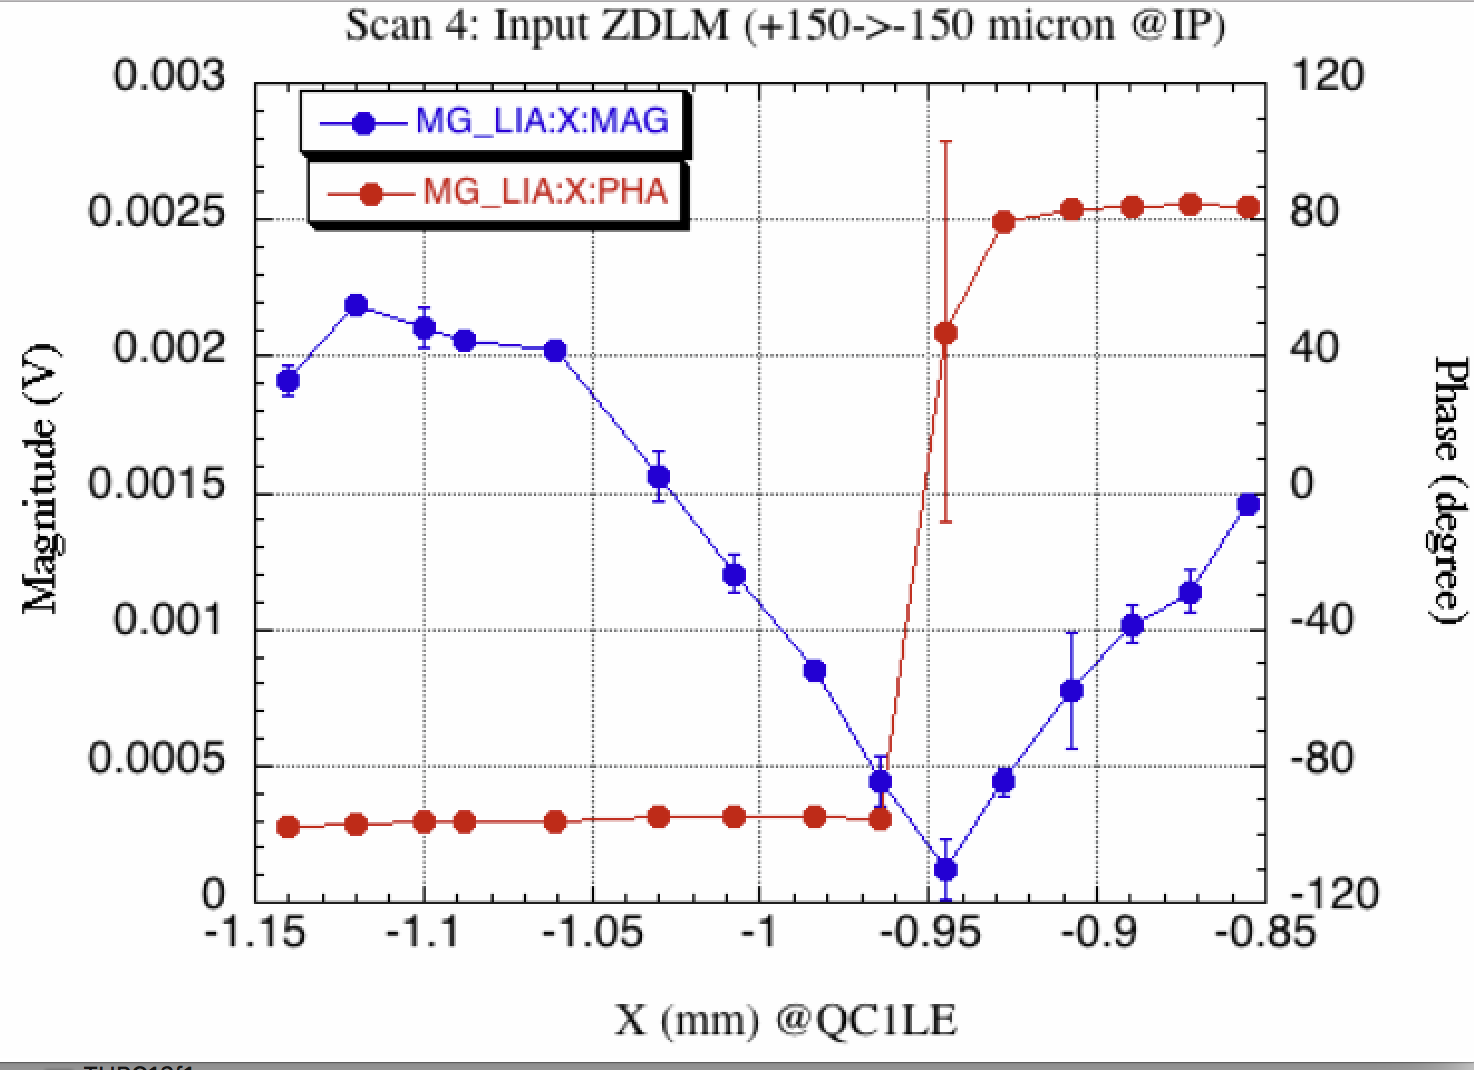 Scan 4: Input ZDLM (+150->-150 micron @IP)
MG_LIA:X:MAG
MG_LIA:X:PHA
Magnitude (V)
0.003
0.0025
0.002
0.0015
0.001
0.0005
0
120
80
40
0
-40
-80
-120
Phase (degree)
-1.15 -1.1 -1.05 -1 -0.95 -0.9 -0.85
X (mm) @QC1LE